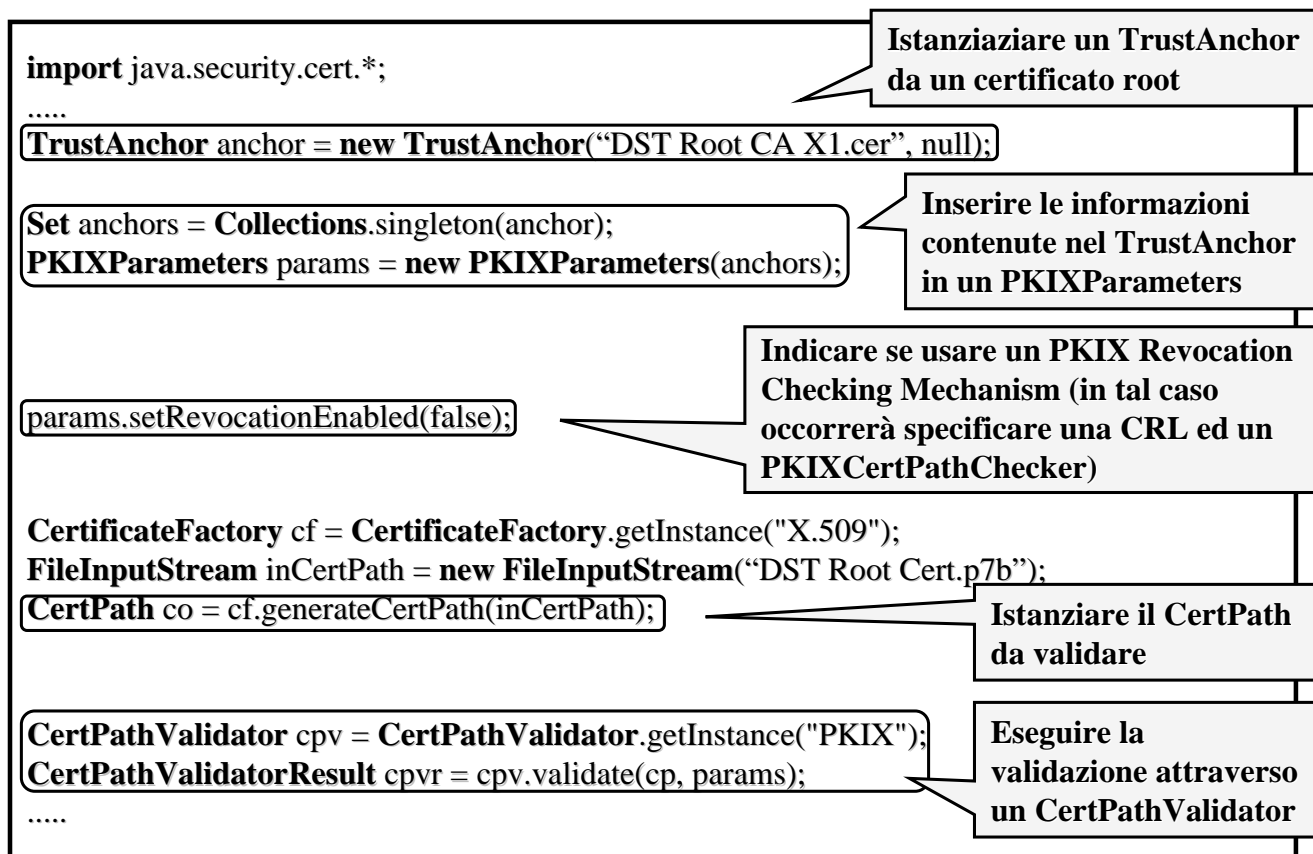 import java.security.cert.*;
.....
Istanziaziare un TrustAnchor
da un certificato root
TrustAnchor anchor = new TrustAnchor(“DST Root CA X1.cer”, null);
Set anchors = Collections.singleton(anchor);
PKIXParameters params = new PKIXParameters(anchors);
Inserire le informazioni
contenute nel TrustAnchor
in un PKIXParameters
params.setRevocationEnabled(false);
Indicare se usare un PKIX Revocation
Checking Mechanism (in tal caso
occorrerà specificare una CRL ed un
PKIXCertPathChecker)
CertificateFactory cf = CertificateFactory.getInstance("X.509");
FileInputStream inCertPath = new FileInputStream(“DST Root Cert.p7b”);
CertPath co = cf.generateCertPath(inCertPath);
Istanziare il CertPath
da validare
CertPathValidator cpv = CertPathValidator.getInstance("PKIX");
CertPathValidatorResult cpvr = cpv.validate(cp, params);
.....
Eseguire la
validazione attraverso
un CertPathValidator